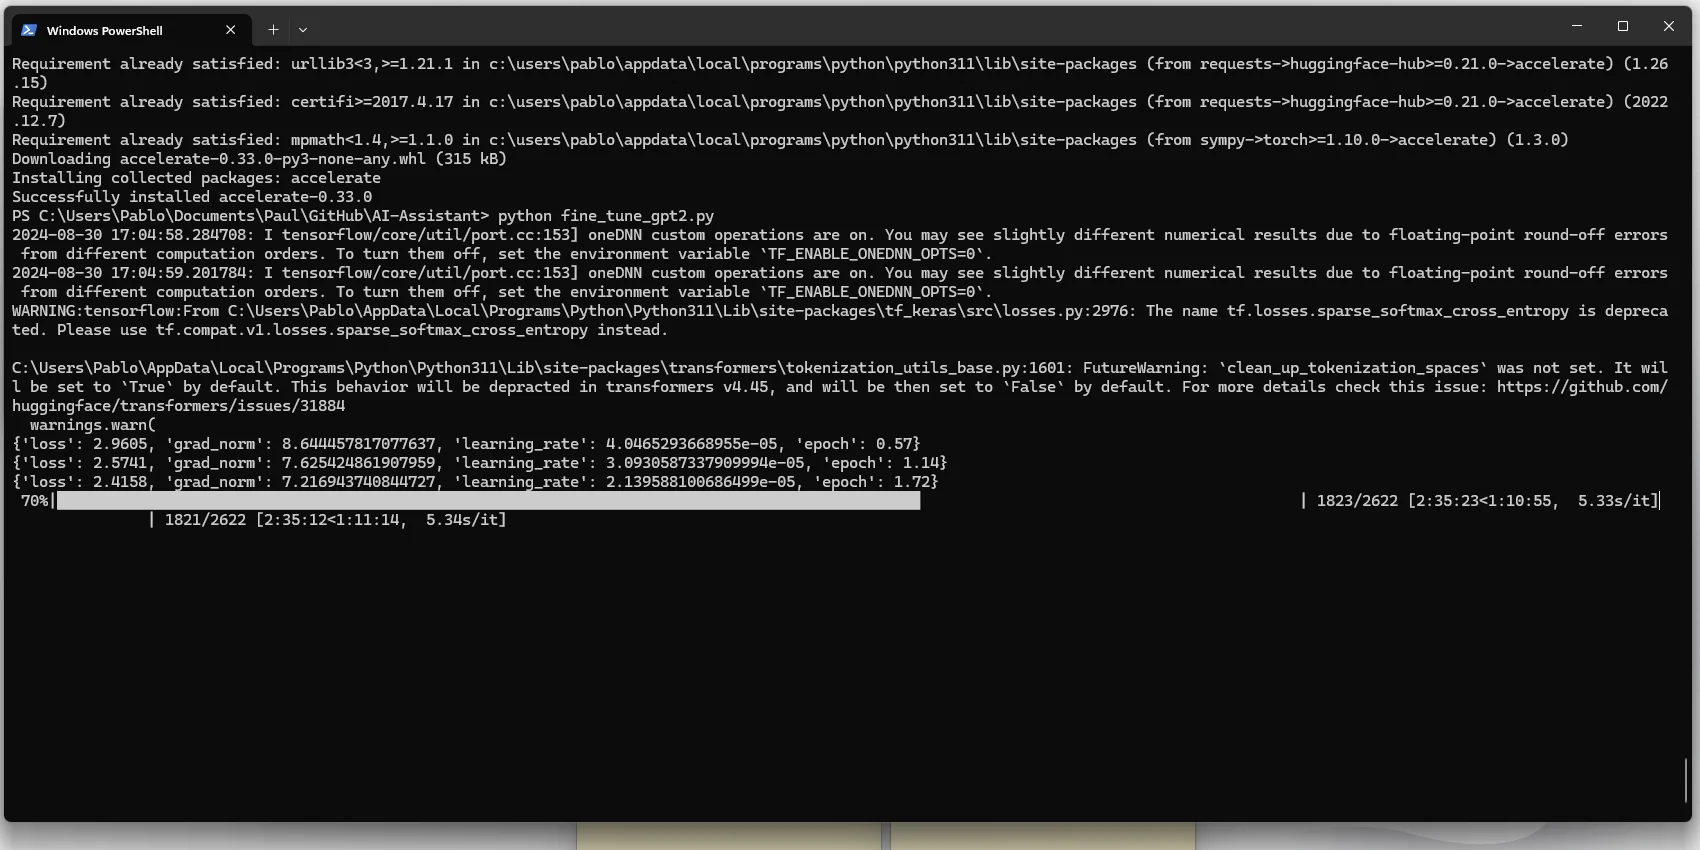 Windows PowerShell
Requirement already satisfied: urllib3<3,>=1.21.1 in c:\users\pablo\appdata\local\programs\python\python311\lib\site-packages (from requests->huggingface-hub>=0.21.0->accelerate) (1.26
.15)
Requirement already satisfied: certifi>=2017.4.17 in c:\users\pablo\appdata\local\programs\python\python311\lib\site-packages (from requests->huggingface-hub>=0.21.0->accelerate) (2022
.12.7)
Requirement already satisfied: mpmath<1.4,>=1.1.0 in c:\users\pablo\appdata\local\programs\python\python311\lib\site-packages (from sympy->torch>=1.10.0->accelerate) (1.3.0)
Downloading accelerate-0.33.0-py3-none-any.whl (315 kB)
Installing collected packages: accelerate
Successfully installed accelerate-0.33.0
PS C:\Users\Pablo\Documents\Paul\GitHub\AI-Assistant> python fine_tune_gpt2.py
2024-08-30 17:04:58.284708: I tensorflow/core/util/port.cc:153] oneDNN custom operations are on. You may see slightly different numerical results due to floating-point round-off errors
 from different computation orders. To turn them off, set the environment variable `TF_ENABLE_ONEDNN_OPTS=0`.
2024-08-30 17:04:59.201784: I tensorflow/core/util/port.cc:153] oneDNN custom operations are on. You may see slightly different numerical results due to floating-point round-off errors
 from different computation orders. To turn them off, set the environment variable `TF_ENABLE_ONEDNN_OPTS=0`.
WARNING:tensorflow:From C:\Users\Pablo\AppData\Local\Programs\Python\Python311\Lib\site-packages\tf_keras\src\losses.py:2976: The name tf.losses.sparse_softmax_cross_entropy is depreca
ted. Please use tf.compat.v1.losses.sparse_softmax_cross_entropy instead.
C:\Users\Pablo\AppData\Local\Programs\Python\Python311\Lib\site-packages\transformers\tokenization_utils_base.py:1601: FutureWarning: `clean_up_tokenization_spaces` was not set. It wil
l be set to `True` by default. This behavior will be depracted in transformers v4.45, and will be then set to `False` by default. For more details check this issue: https://github.com/
huggingface/transformers/issues/31884
  warnings.warn(
{'loss': 2.9605, 'grad_norm': 8.644457817077637, 'learning_rate': 4.0465293668955e-05, 'epoch': 0.57}
{'loss': 2.5741, 'grad_norm': 7.625424861907959, 'learning_rate': 3.0930587337909994e-05, 'epoch': 1.14}
{'loss': 2.4158, 'grad_norm': 7.216943740844727, 'learning_rate': 2.139588100686499e-05, 'epoch': 1.72}
 70%| | 1823/2622 [2:35:23<1:10:55,  5.33s/it]
| 1821/2622 [2:35:12<1:11:14,  5.34s/it]